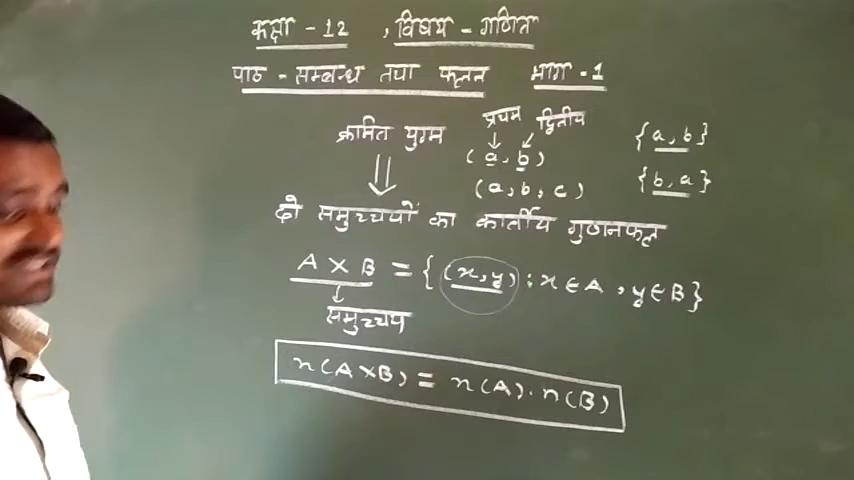 कक्षा - 12 , विषय - गणित
पाठ - सम्बन्ध तथा फलन भाग - 1
प्रथम द्वितीय
क्रमित युग्म (a, b) {a, b}
(a, b, c) {b, a}
दो समुच्चयों का कार्तीय गुणनफल
A × B = { (x, y) : x ∈ A , y ∈ B }
समुच्चय
n(A × B) = n(A) . n(B)